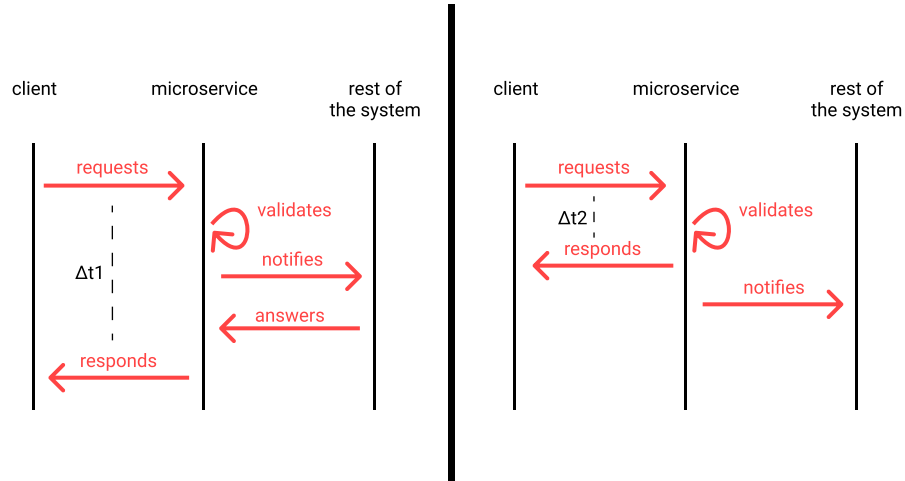 client
microservice
rest of
the system
requests
validates
notifies
Δt1
answers
responds
client
microservice
rest of
the system
requests
validates
Δt2
responds
notifies